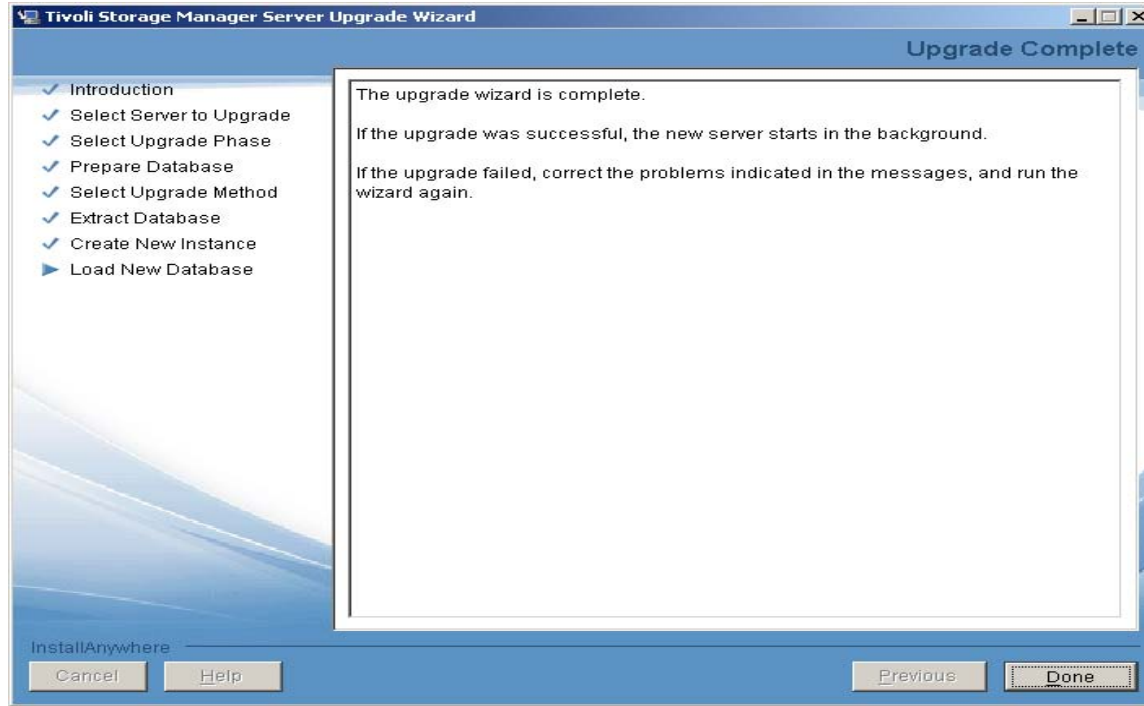 Tivoli Storage Manager Server Upgrade Wizard
Upgrade Complete
Introduction
Select Server to Upgrade
Select Upgrade Phase
Prepare Database
Select Upgrade Method
Extract Database
Create New Instance
Load New Database
The upgrade wizard is complete.
If the upgrade was successful, the new server starts in the background.
If the upgrade failed, correct the problems indicated in the messages, and run the
wizard again.
InstallAnywhere
Cancel
Help
Previous
Done